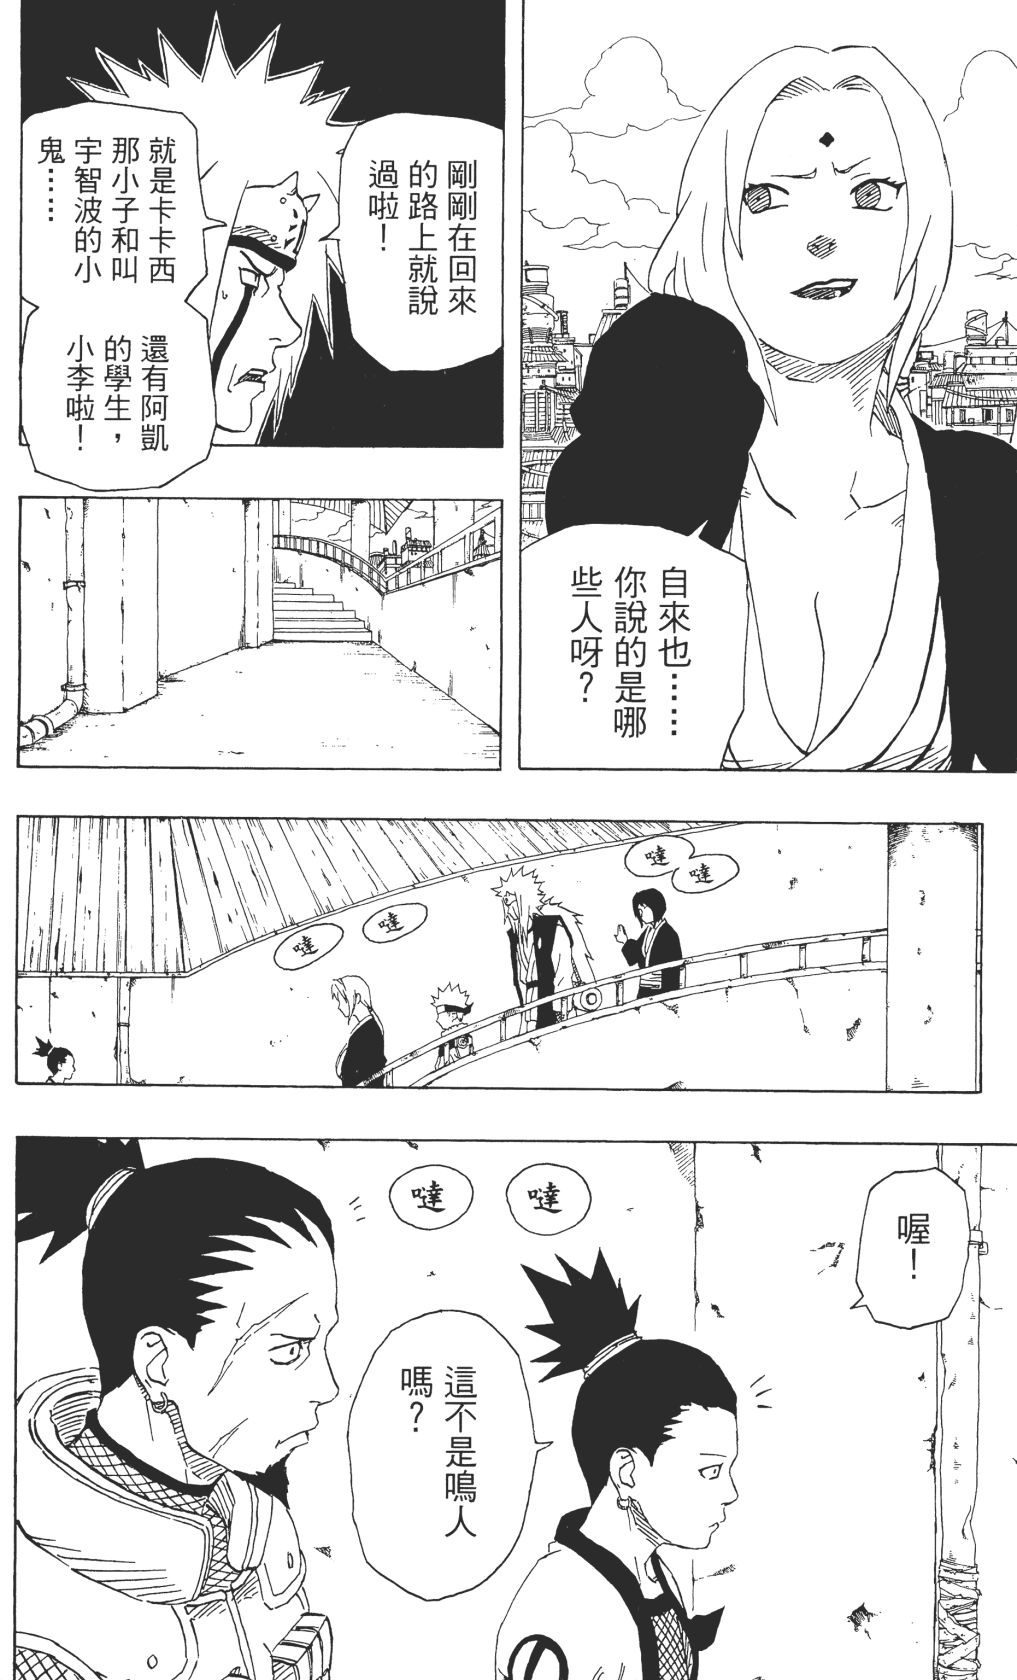 自來也……
你說的是哪
些人呀？
剛剛在回來
的路上就說
過啦！
就是卡卡西
那小子和叫
宇智波的小
鬼……
還有阿凱
的學生，
小李啦！
噠
噠
噠
噠
喔！
噠
噠
這不是鳴人
嗎？